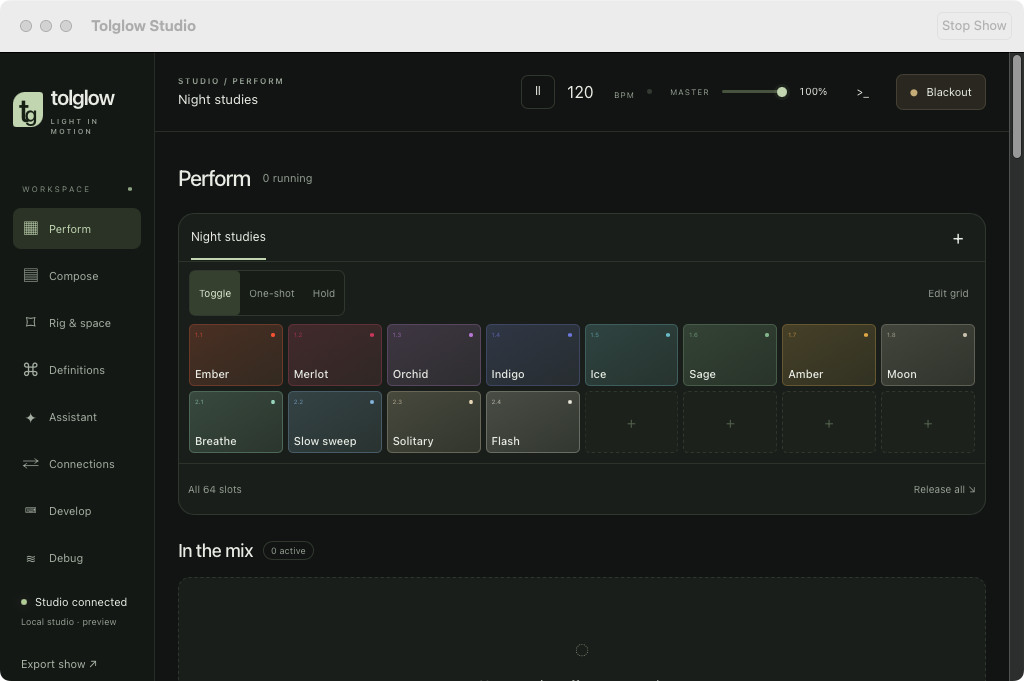 Tolglow Studio
Stop Show
tg
tolglow
LIGHT IN
MOTION
WORKSPACE
Perform
Compose
Rig & space
Definitions
Assistant
Connections
Develop
Debug
Studio connected
Local studio · preview
Export show ↗
STUDIO / PERFORM
Night studies
120 BPM
MASTER 100%
>_
Blackout
Perform 0 running
Night studies +
Toggle One-shot Hold Edit grid
1.1 1.2 1.3 1.4 1.5 1.6 1.7 1.8
Ember Merlot Orchid Indigo Ice Sage Amber Moon
2.1 2.2 2.3 2.4
+ + + +
Breathe Slow sweep Solitary Flash
All 64 slots Release all ↘
In the mix 0 active